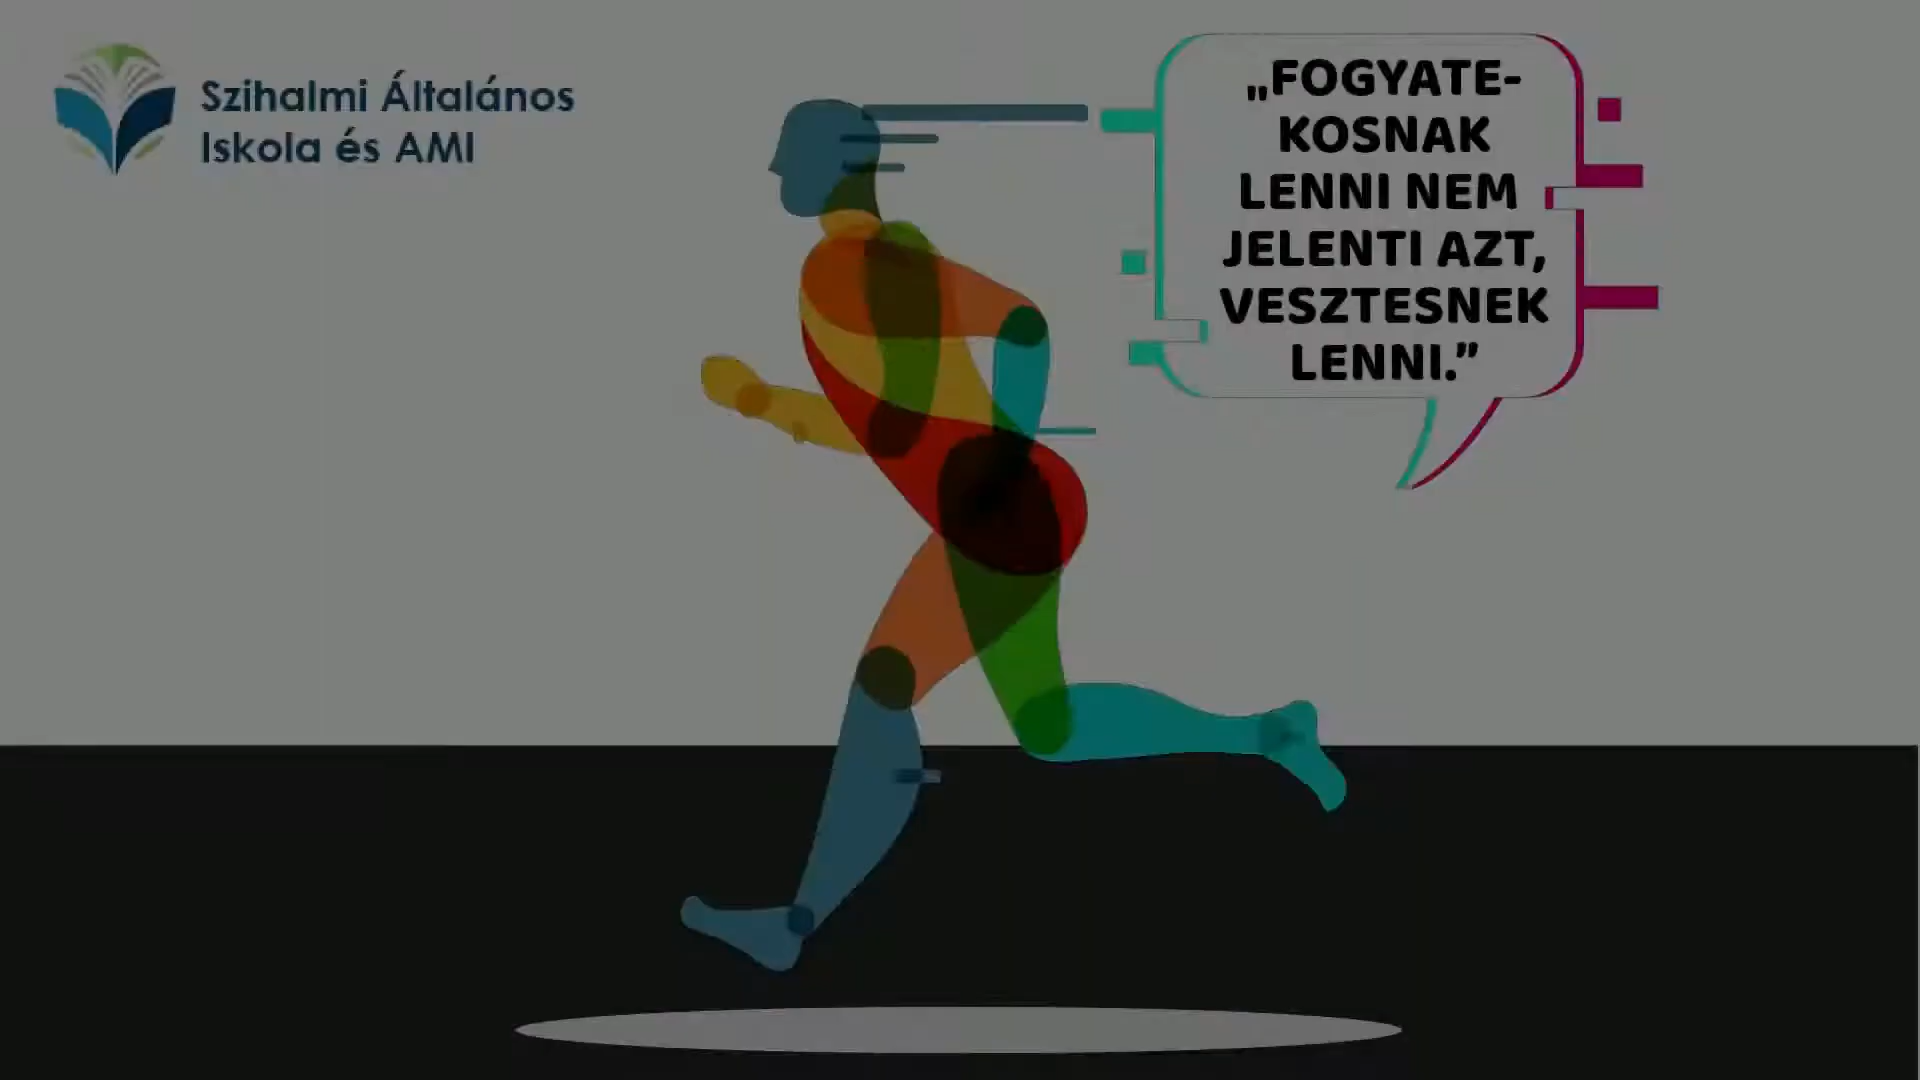 Szihalmi Általános
Iskola és AMI
„FOGYATE-
KOSNAK
LENNI NEM
JELENTI AZT,
VESZTESNEK
LENNI.”